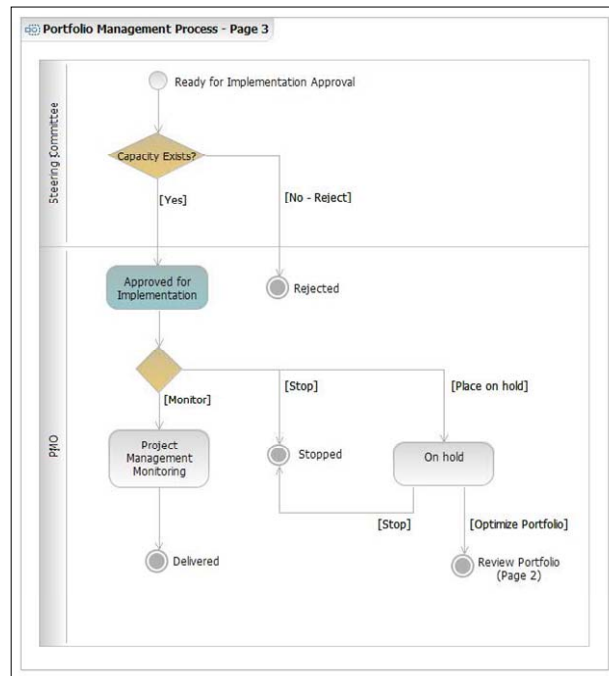 Portfolio Management Process - Page 3
Steering Committee
Ready for Implementation Approval
Capacity Exists?
[Yes]
[No - Reject]
PMO
Approved for
Implementation
Rejected
[Monitor]
[Stop]
[Place on hold]
Project
Management
Monitoring
Stopped
On hold
[Stop]
[Optimize Portfolio]
Delivered
Review Portfolio
(Page 2)